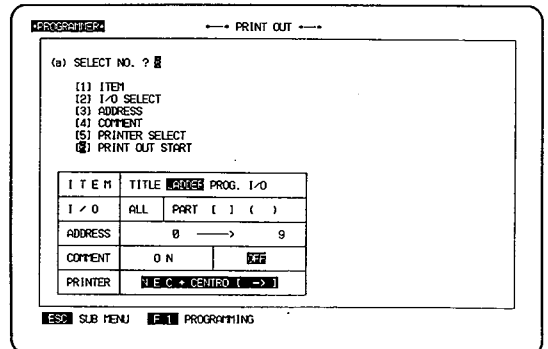 *PROGRAMMER* •—• PRINT OUT •—•
(a) SELECT NO. ?
[1] ITEM
[2] I/O SELECT
[3] ADDRESS
[4] COMMENT
[5] PRINTER SELECT
PRINT OUT START
ITEM TITLE LADDER PROG. I/O
I/O ALL PART [ ] ( )
ADDRESS 0 ——> 9
COMMENT ON OFF
PRINTER NEC + CENTRO [ -> ]
ESC SUB MENU F 1 PROGRAMMING